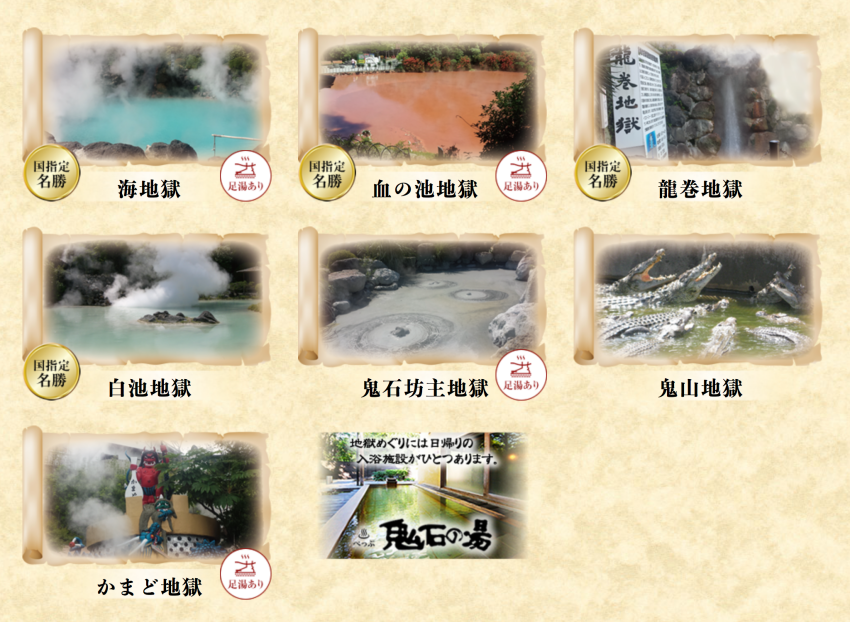 国指定
名勝
海地獄
足湯あり
国指定
名勝
血の池地獄
足湯あり
龍巻地獄
国指定
名勝
龍巻地獄
国指定
名勝
白池地獄
鬼石坊主地獄
足湯あり
鬼山地獄
かまど地獄
足湯あり
地獄めぐりには日帰りの
入浴施設がひとつあります。
べっぷ
鬼石の湯